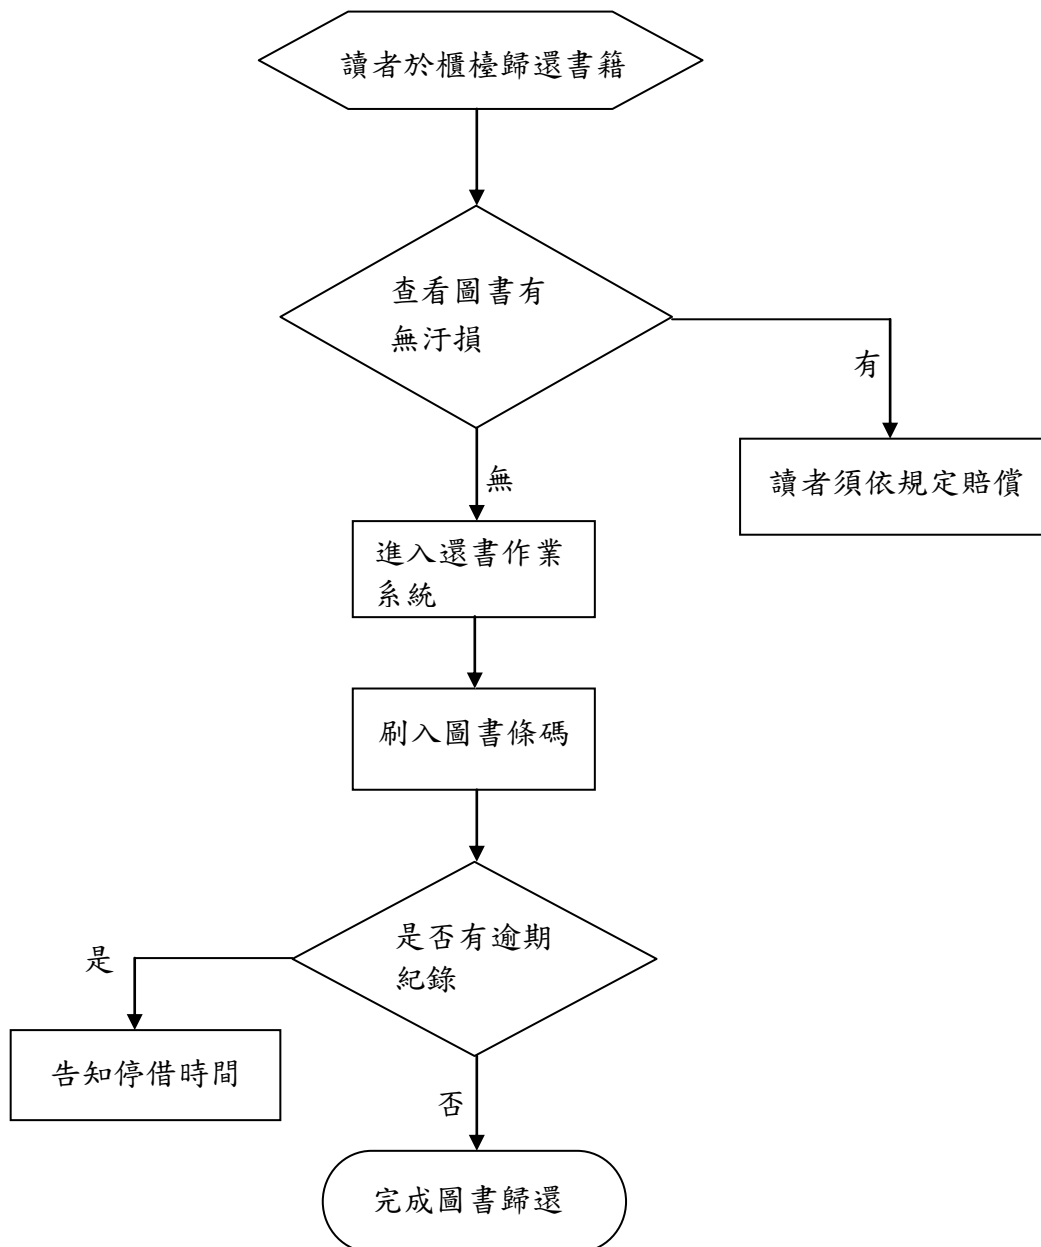 讀者於櫃檯歸還書籍
查看圖書有
無汙損
有
讀者須依規定賠償
無
進入還書作業
系統
刷入圖書條碼
是否有逾期
紀錄
是
告知停借時間
否
完成圖書歸還